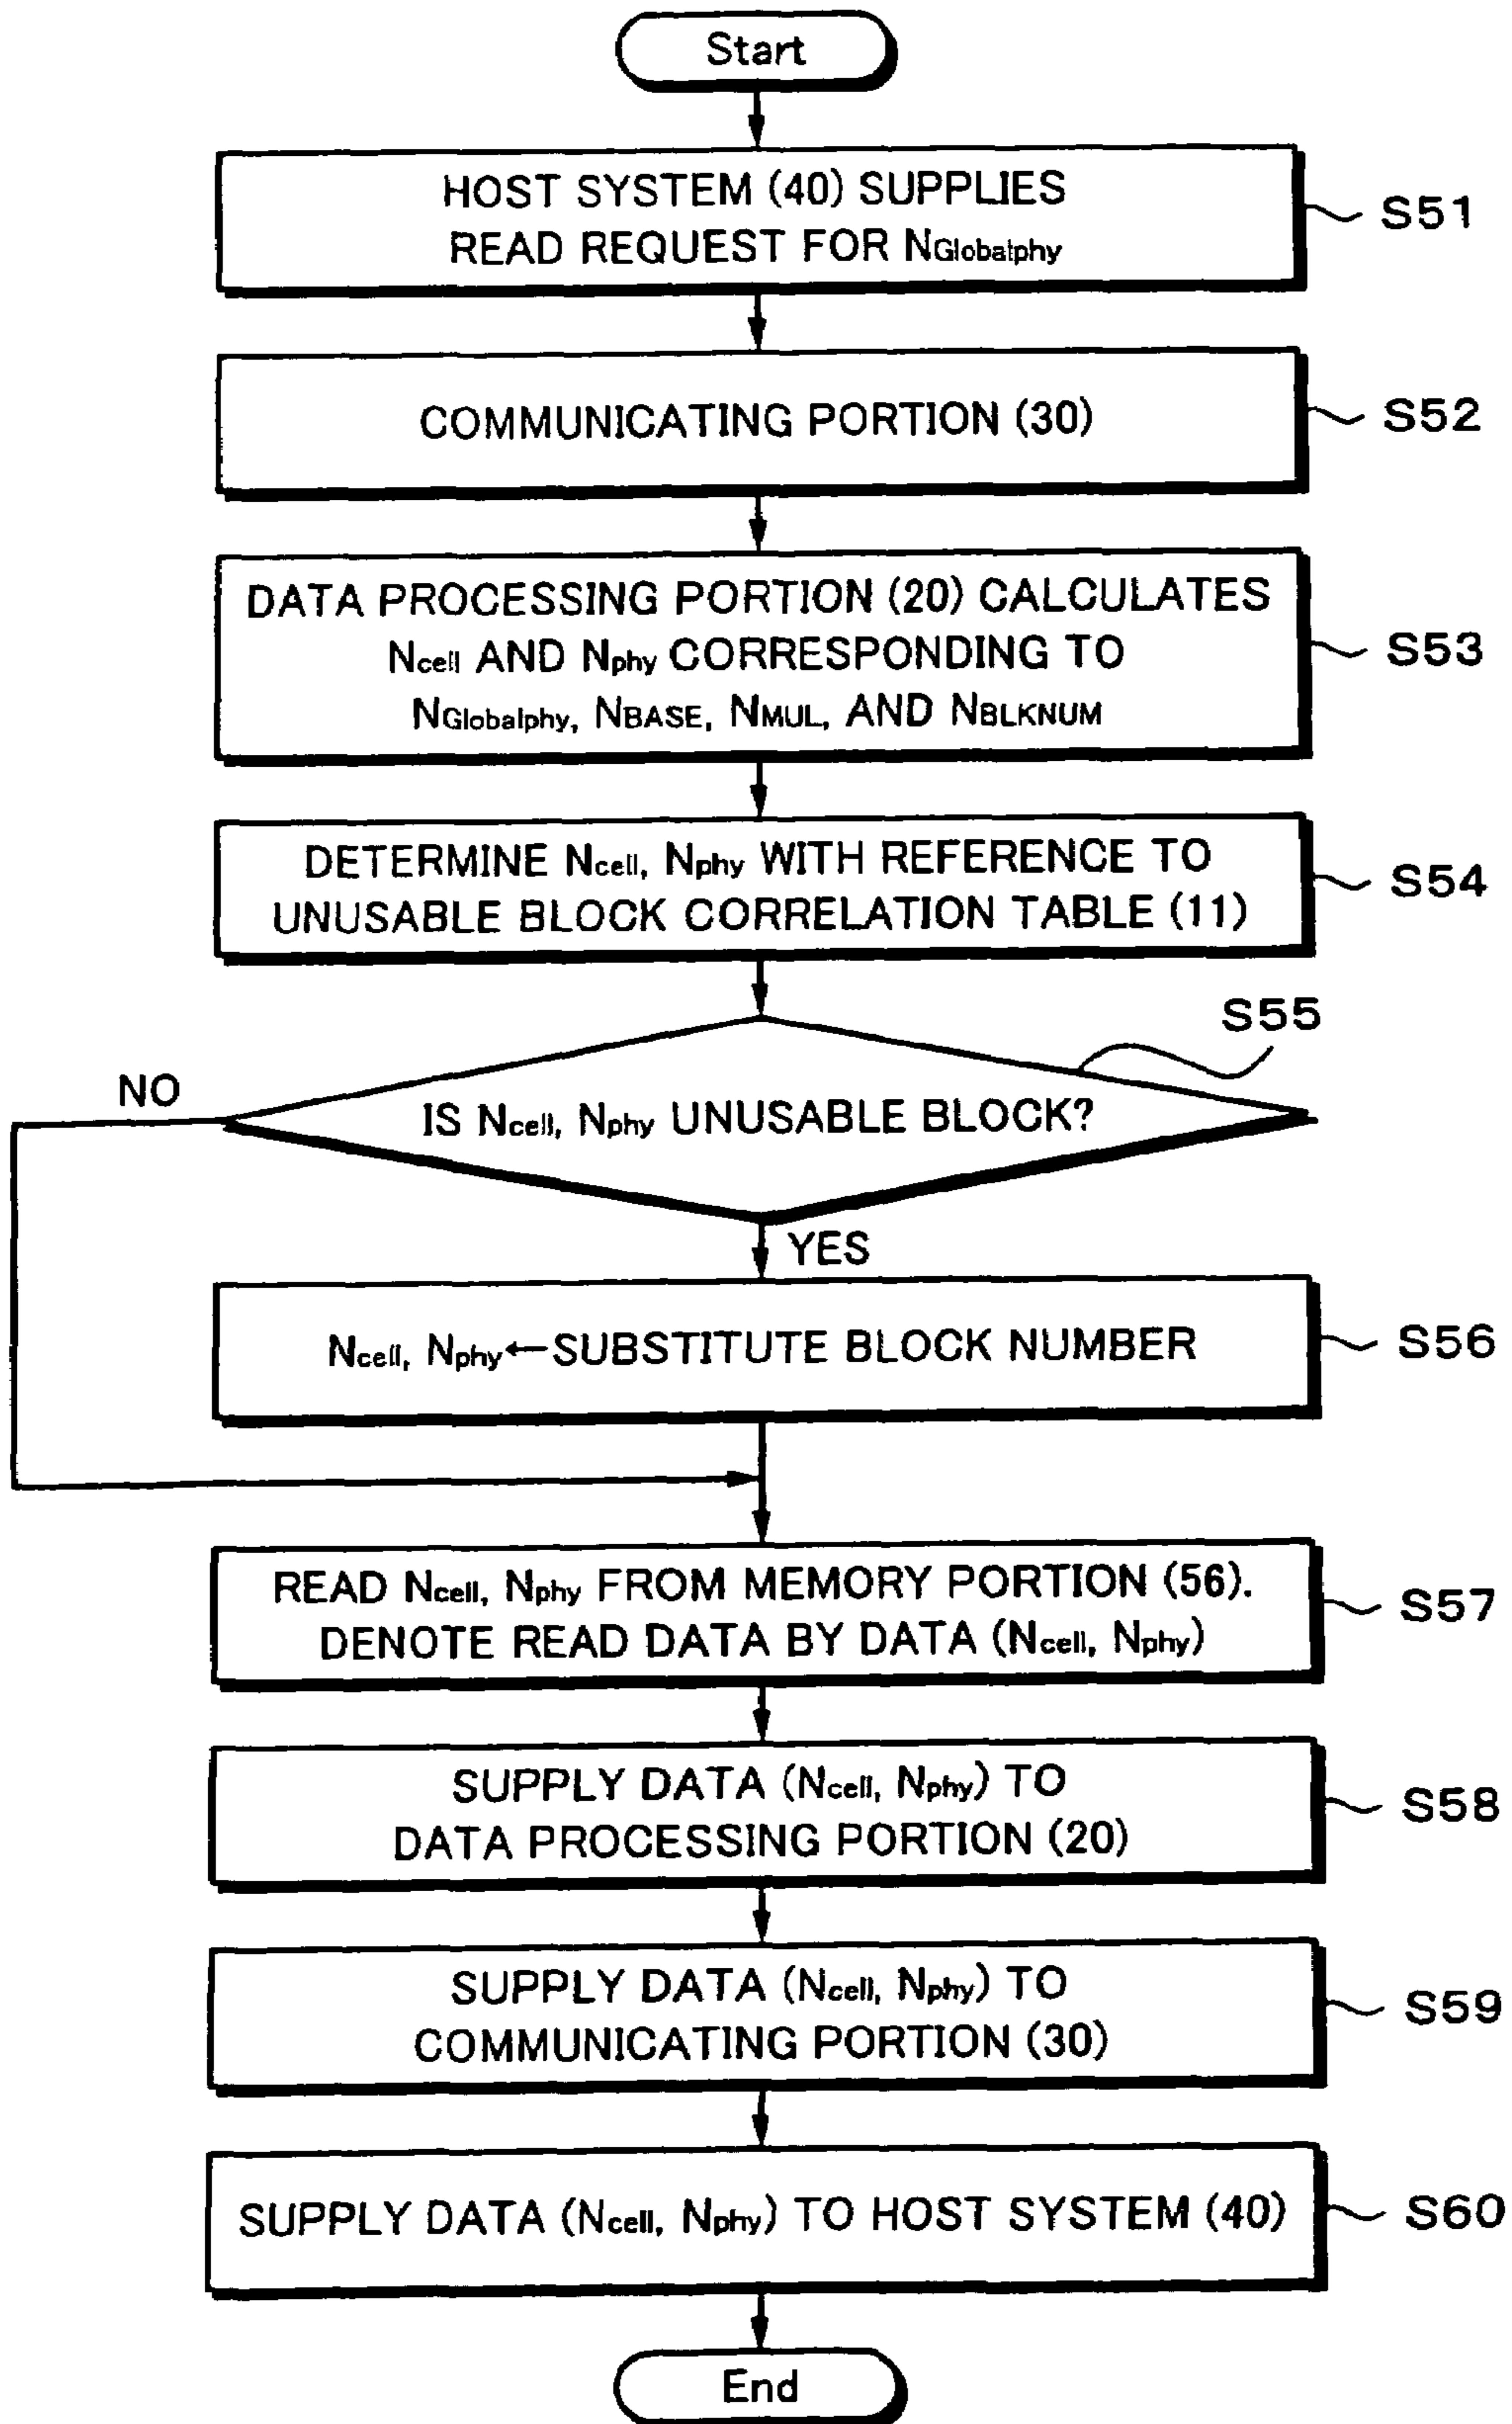 Start
HOST SYSTEM (40) SUPPLIES
READ REQUEST FOR NGlobalphy
S51
COMMUNICATING PORTION (30)
S52
DATA PROCESSING PORTION (20) CALCULATES
Ncell AND Nphy CORRESPONDING TO
NGlobalphy, NBASE, NMUL, AND NBLKNUM
S53
DETERMINE Ncell, Nphy WITH REFERENCE TO
UNUSABLE BLOCK CORRELATION TABLE (11)
S54
S55
NO
IS Ncell, Nphy UNUSABLE BLOCK?
YES
Ncell, Nphy←SUBSTITUTE BLOCK NUMBER
S56
READ Ncell, Nphy FROM MEMORY PORTION (56).
DENOTE READ DATA BY DATA (Ncell, Nphy)
S57
SUPPLY DATA (Ncell, Nphy) TO
DATA PROCESSING PORTION (20)
S58
SUPPLY DATA (Ncell, Nphy) TO
COMMUNICATING PORTION (30)
S59
SUPPLY DATA (Ncell, Nphy) TO HOST SYSTEM (40)
S60
End